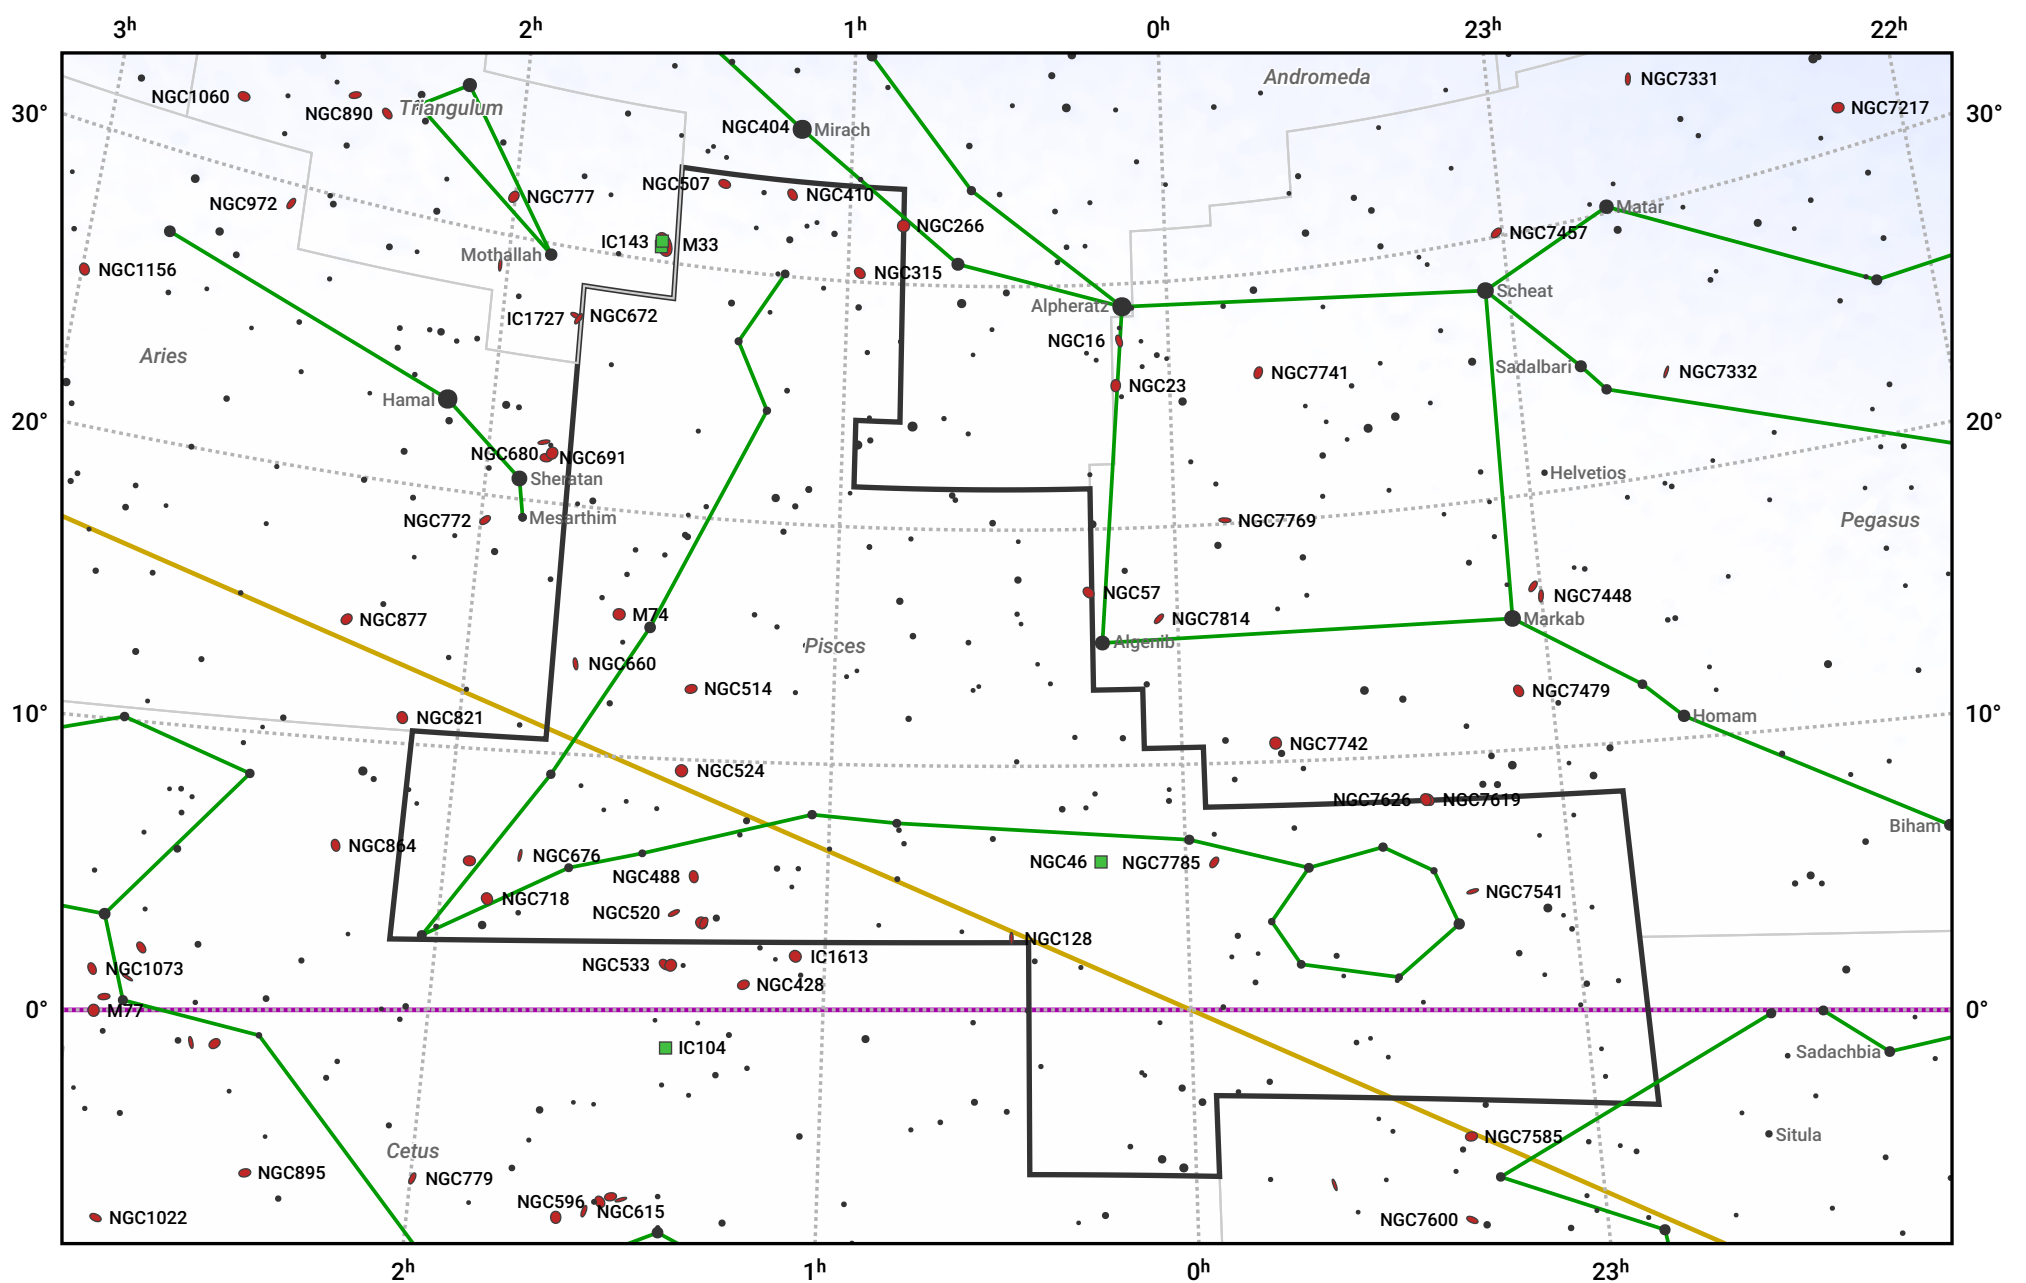 3h 2h 1h 0h 23h 22h
Andromeda
NGC7331
NGC1060
NGC890
Triangulum
NGC7217
30° 30°
NGC404 Mirach
NGC507
NGC410
NGC777
NGC972
Matar
NGC266
NGC7457
IC143 M33
Mothallah
NGC1156
NGC315
Scheat
Alpheratz
IC1727 NGC672
NGC16
Aries
Sadalbari
NGC7741
NGC7332
NGC23
Hamal
20° 20°
NGC680 NGC691
Helvetios
Sheratan
Mesarthim
NGC772
NGC7769
Pegasus
NGC57
NGC7448
M74
NGC877
NGC7814
Markab
Algenib
Pisces
NGC660
NGC514
NGC7479
10° 10°
NGC821
Homam
NGC7742
NGC524
NGC7626 NGC7619
Biham
NGC864
NGC676
NGC46 NGC7785
NGC488
NGC7541
NGC718
NGC520
NGC128
IC1613
NGC533
NGC1073
NGC428
0° 0°
M77
IC104
Sadachbia
Situla
NGC7585
Cetus
NGC895
NGC779
NGC596
NGC615
NGC1022
NGC7600
2h 1h 0h 23h